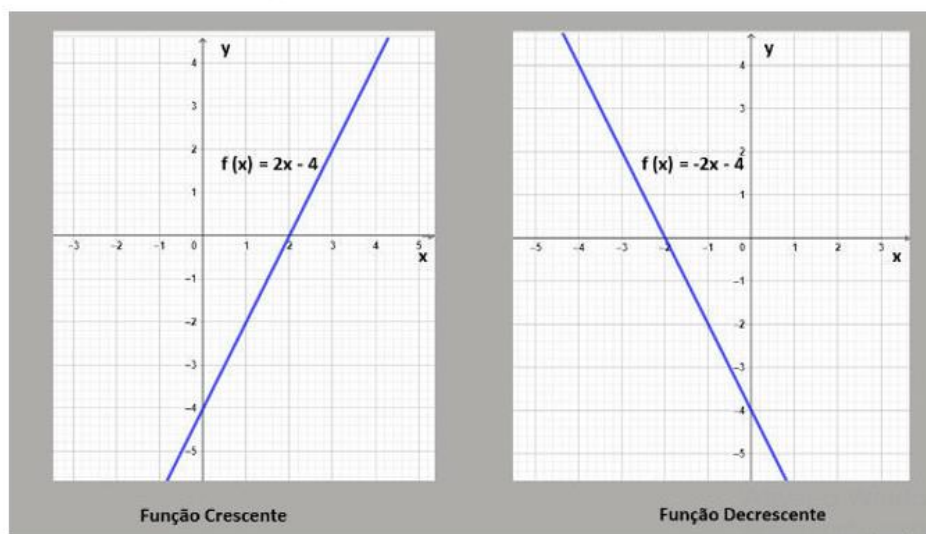 y
4
3
2
f (x) = 2x - 4
1
-3 -2 -1 0 1 2 3 4 5
x
-1
-2
-3
-4
-5
Função Crescente
y
4
3
2
f (x) = -2x - 4
1
-5 -4 -3 -2 -1 0 1 2 3
x
-1
-2
-3
-4
-5
Função Decrescente